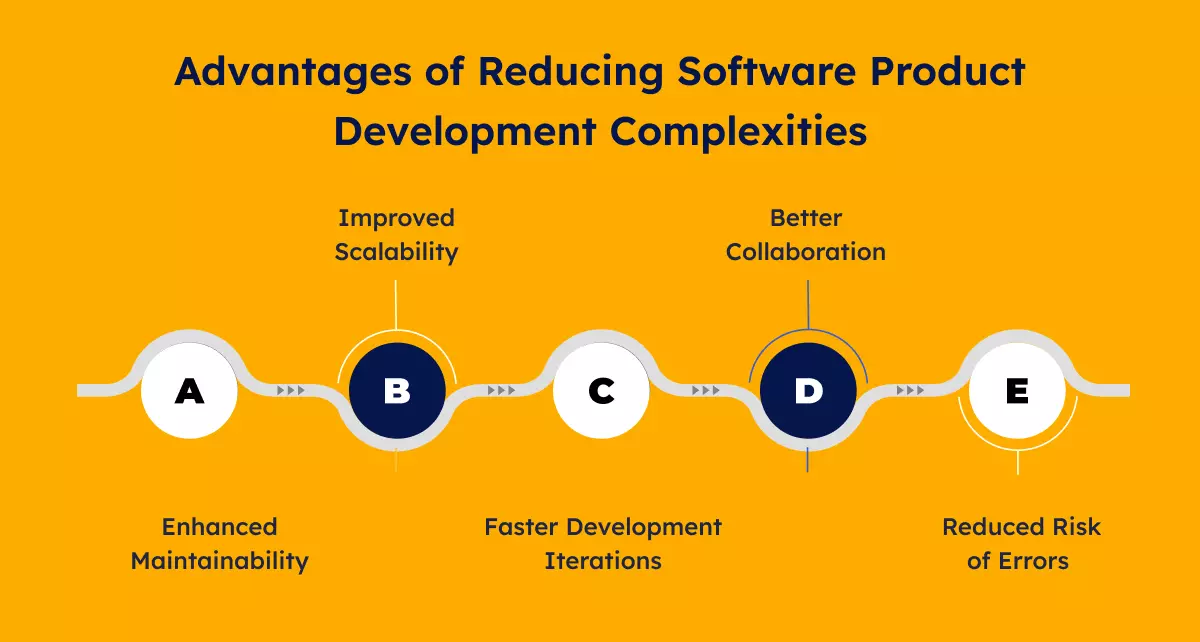 Advantages of Reducing Software Product
Development Complexities
Improved
Scalability
Better
Collaboration
A
B
C
D
E
Enhanced
Maintainability
Faster Development
Iterations
Reduced Risk
of Errors